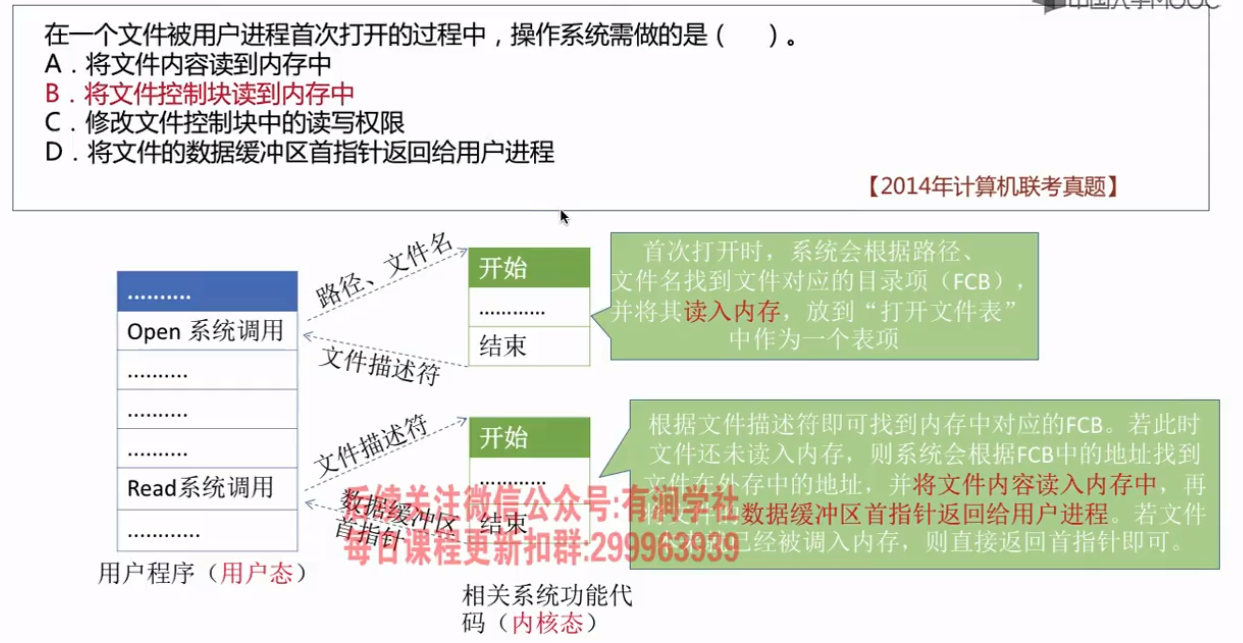 中国大学MOOC
在一个文件被用户进程首次打开的过程中，操作系统需做的是（　　）。
A．将文件内容读到内存中
B．将文件控制块读到内存中
C．修改文件控制块中的读写权限
D．将文件的数据缓冲区首指针返回给用户进程
【2014年计算机联考真题】
..........
Open 系统调用
..........
..........
..........
Read系统调用
............
用户程序（用户态）
路径、文件名
文件描述符
文件描述符
数据缓冲区
首指针
开始
............
结束
开始
............
结束
相关系统功能代
码（内核态）
首次打开时，系统会根据路径、
文件名找到文件对应的目录项（FCB），
并将其读入内存，放到“打开文件表”
中作为一个表项
根据文件描述符即可找到内存中对应的FCB。若此时
文件还未读入内存，则系统会根据FCB中的地址找到
文件在外存中的地址，并将文件内容读入内存中，再
数据缓冲区首指针返回给用户进程。若文件
已经被调入内存，则直接返回首指针即可。
后续关注微信公众号:有涧学社
每日课程更新扣群:299963939